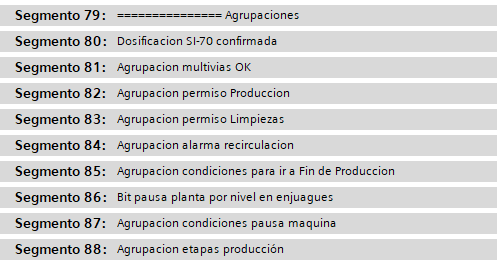 Segmento 79: =============== Agrupaciones
Segmento 80: Dosificacion SI-70 confirmada
Segmento 81: Agrupacion multivias OK
Segmento 82: Agrupacion permiso Produccion
Segmento 83: Agrupacion permiso Limpiezas
Segmento 84: Agrupacion alarma recirculacion
Segmento 85: Agrupacion condiciones para ir a Fin de Produccion
Segmento 86: Bit pausa planta por nivel en enjuagues
Segmento 87: Agrupacion condiciones pausa maquina
Segmento 88: Agrupacion etapas producción